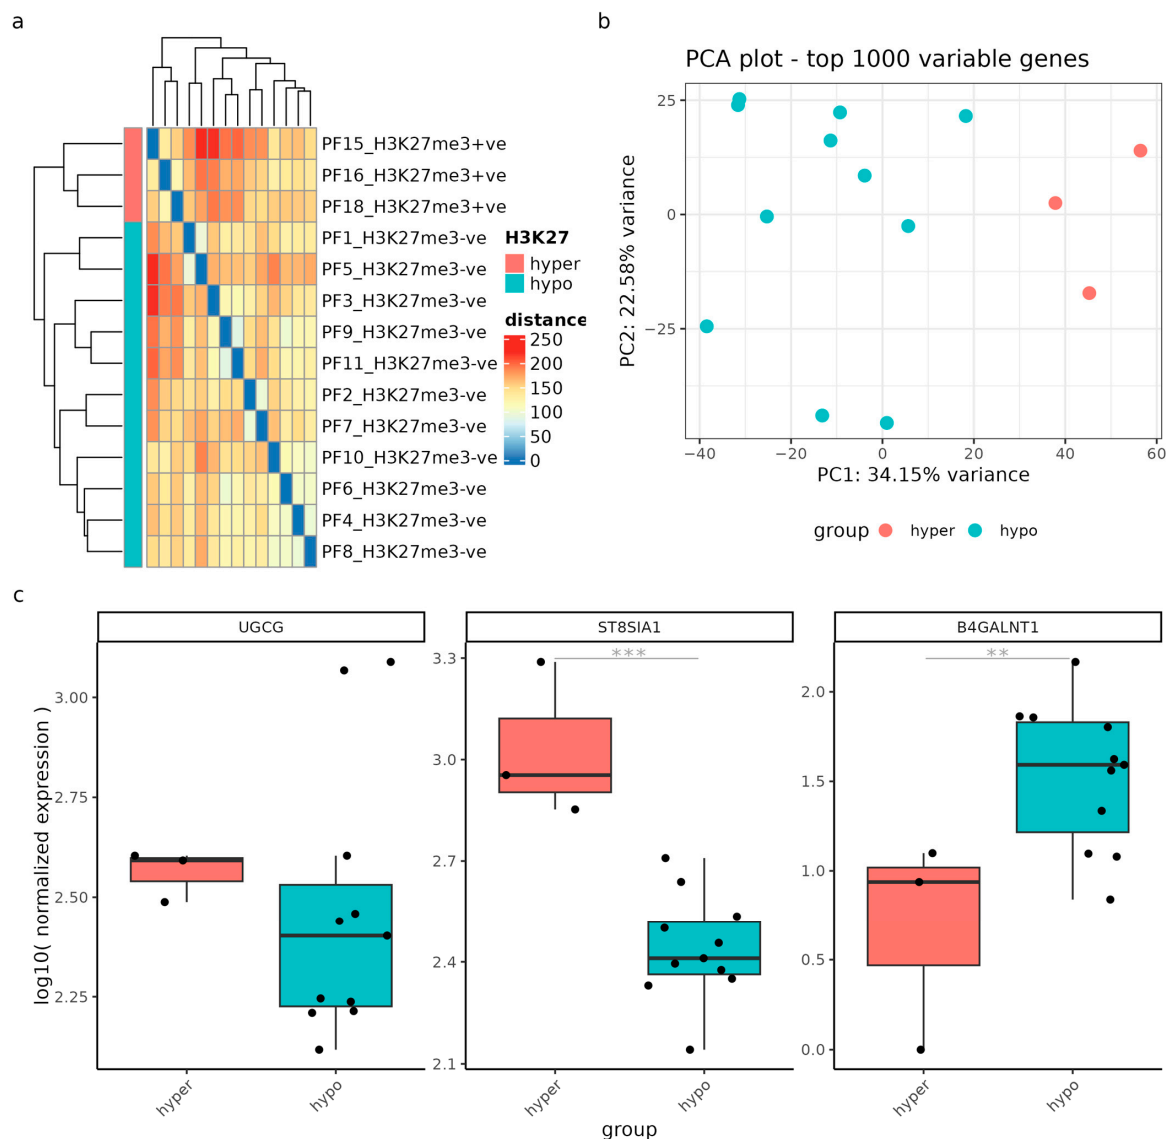 a
PF15_H3K27me3+ve
PF16_H3K27me3+ve
PF18_H3K27me3+ve
PF1_H3K27me3-ve
PF5_H3K27me3-ve
PF3_H3K27me3-ve
PF9_H3K27me3-ve
PF11_H3K27me3-ve
PF2_H3K27me3-ve
PF7_H3K27me3-ve
PF10_H3K27me3-ve
PF6_H3K27me3-ve
PF4_H3K27me3-ve
PF8_H3K27me3-ve
H3K27
hyper
hypo
distance
250
200
150
100
50
0
b
PCA plot - top 1000 variable genes
PC2: 22.58% variance
25
0
−25
−40 −20 0 20 40 60
PC1: 34.15% variance
group hyper hypo
c
log10( normalized expression )
UGCG
3.00
2.75
2.50
2.25
hyper hypo
ST8SIA1
***
3.3
3.0
2.7
2.4
2.1
hyper hypo
B4GALNT1
**
2.0
1.5
1.0
0.5
0.0
hyper hypo
group